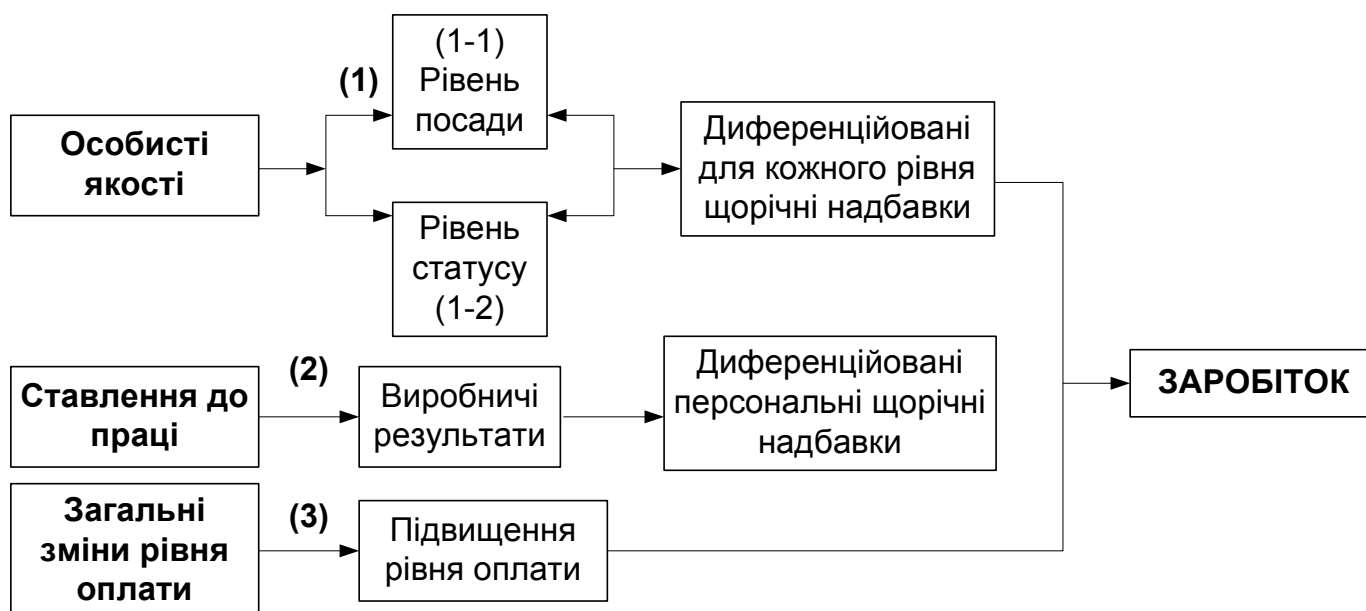 Особисті
якості
(1)
(1-1)
Рівень
посади
Рівень
статусу
(1-2)
Диференційовані
для кожного рівня
щорічні надбавки
Ставлення до
праці
(2)
Виробничі
результати
Диференційовані
персональні щорічні
надбавки
Загальні
зміни рівня
оплати
(3)
Підвищення
рівня оплати
ЗАРОБІТОК